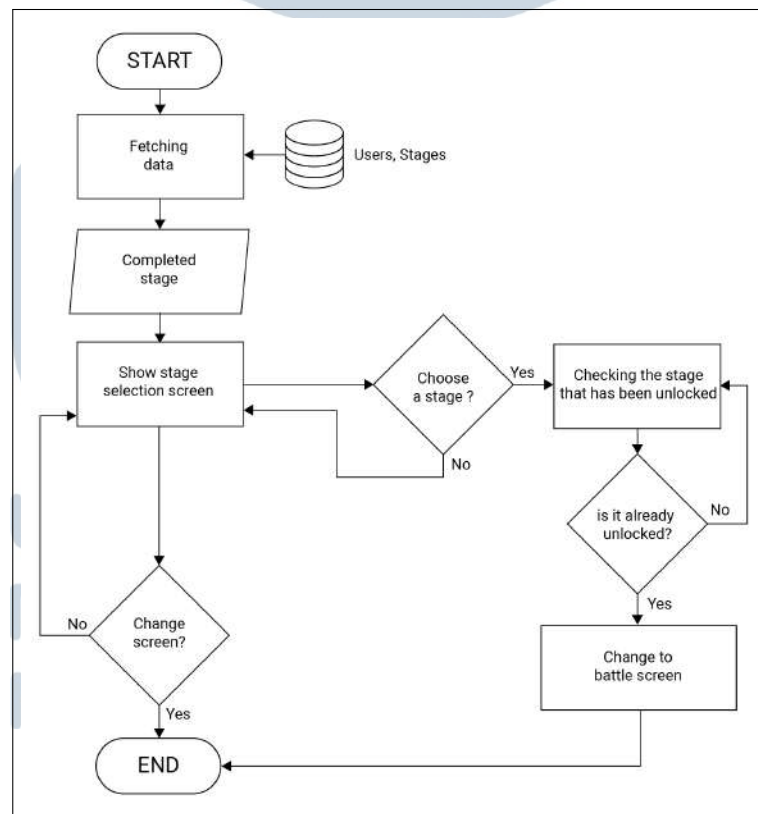 START
Fetching
data
Users, Stages
Completed
stage
Show stage
selection screen
Choose
a stage ?
Yes
No
Checking the stage
that has been unlocked
is it already
unlocked?
No
Yes
Change to
battle screen
Change
screen?
No
Yes
END